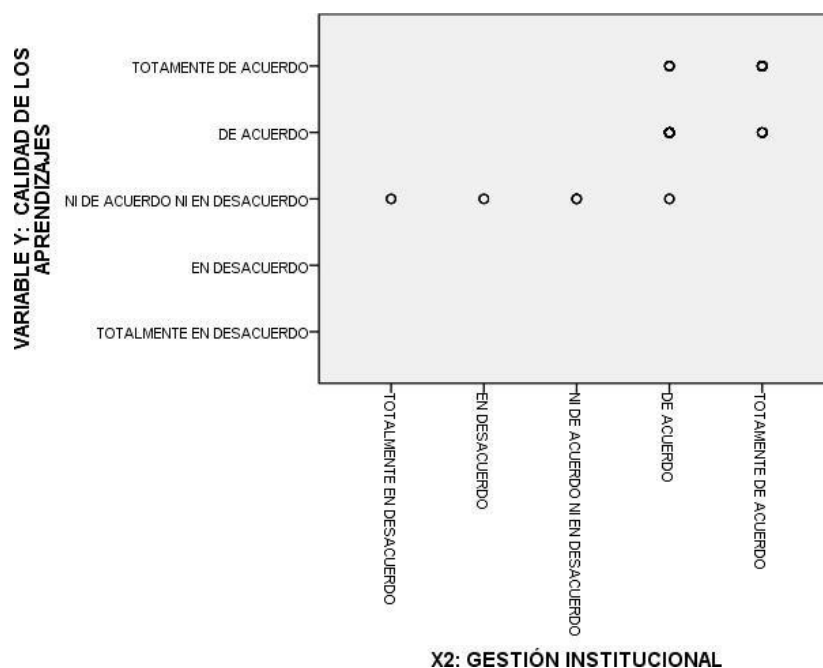 VARIABLE Y: CALIDAD DE LOS
APRENDIZAJES
TOTAMENTE DE ACUERDO
DE ACUERDO
NI DE ACUERDO NI EN DESACUERDO
EN DESACUERDO
TOTALMENTE EN DESACUERDO
TOTALMENTE EN DESACUERDO
EN DESACUERDO
NI DE ACUERDO NI EN DESACUERDO
DE ACUERDO
TOTAMENTE DE ACUERDO
X2: GESTIÓN INSTITUCIONAL